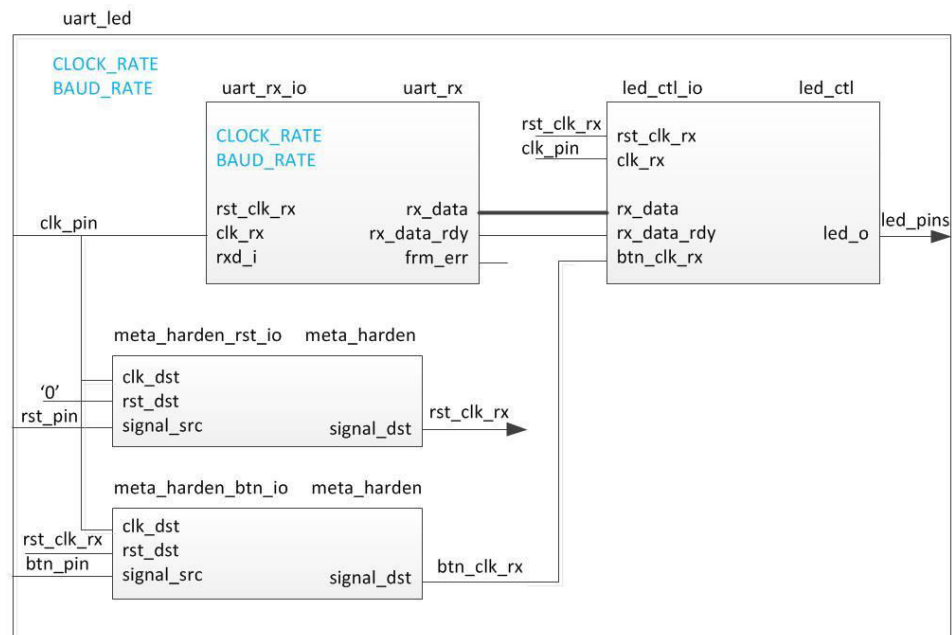 uart_led
CLOCK_RATE
BAUD_RATE
uart_rx_io uart_rx
CLOCK_RATE
BAUD_RATE
rst_clk_rx
clk_rx
rxd_i
rx_data
rx_data_rdy
frm_err
led_ctl_io led_ctl
rst_clk_rx
clk_pin
rst_clk_rx
clk_rx
rx_data
rx_data_rdy
btn_clk_rx
led_o
led_pins
clk_pin
meta_harden_rst_io meta_harden
clk_dst
rst_dst
signal_src
signal_dst
‘0’
rst_pin
rst_clk_rx
meta_harden_btn_io meta_harden
clk_dst
rst_dst
signal_src
signal_dst
rst_clk_rx
btn_pin
btn_clk_rx